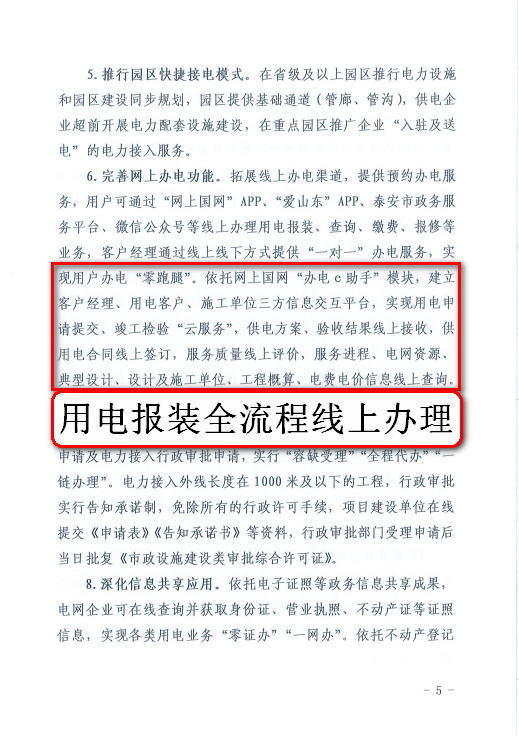 5.推行园区快捷接电模式。在省级及以上园区推行电力设施
和园区建设同步规划，园区提供基础通道（管廊、管沟），供电企
业超前开展电力配套设施建设，在重点园区推广企业“入驻及送
电”的电力接入服务。
6.完善网上办电功能。拓展线上办电渠道，提供预约办电服
务，用户可通过“网上国网”APP、“爱山东”APP、泰安市政务服
务平台、微信公众号等线上办理用电报装、查询、缴费、报修等
业务，客户经理通过线上线下方式提供“一对一”办电服务，实
现用户办电“零跑腿”。依托网上国网“办电e助手”模块，建立
客户经理、用电客户、施工单位三方信息交互平台，实现用电申
请提交、竣工检验“云服务”，供电方案、验收结果线上接收，供
用电合同线上签订，服务质量线上评价，服务进程、电网资源、
典型设计、设计及施工单位、工程概算、电费电价信息线上查询。
用电报装全流程线上办理
申请及电力接入行政审批申请，实行“容缺受理”“全程代办”“一
链办理”。电力接入外线长度在1000米及以下的工程，行政审批
实行告知承诺制，免除所有的行政许可手续，项目建设单位在线
提交《申请表》《告知承诺书》等资料，行政审批部门受理申请后
当日批复《市政设施建设类审批综合许可证》。
8.深化信息共享应用。依托电子证照等政务信息共享成果，
电网企业可在线查询并获取身份证、营业执照、不动产证等证照
信息，实现各类用电业务“零证办”“一网办”。依托不动产登记
- 5 -